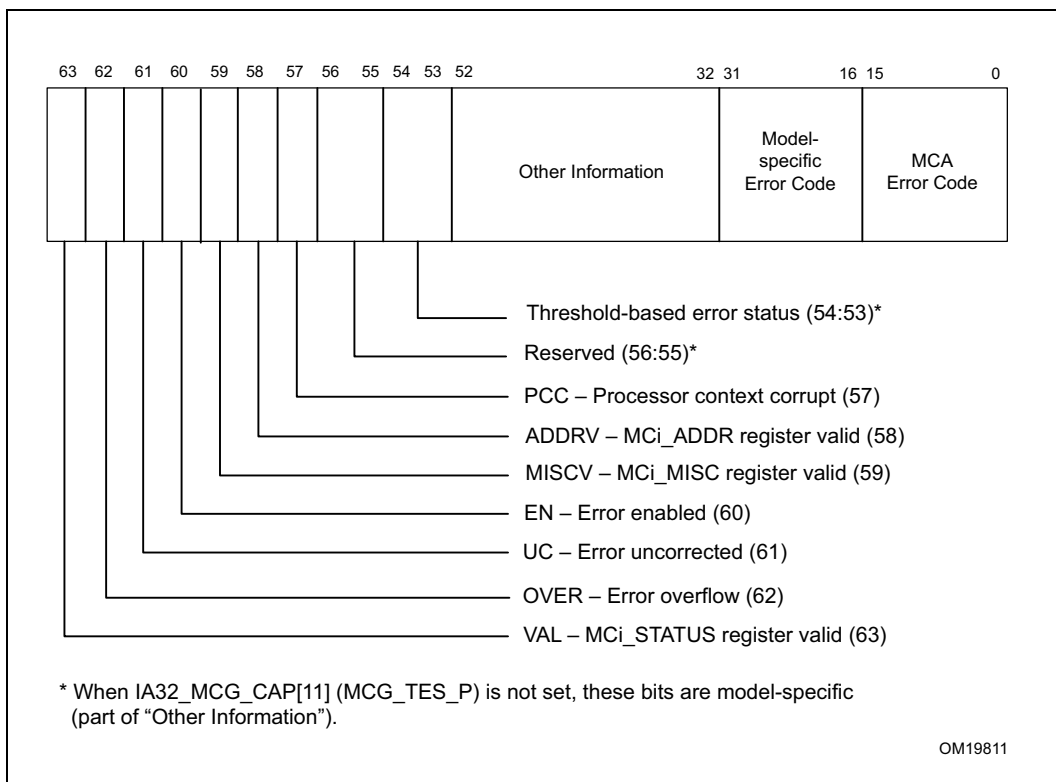 63 62 61 60 59 58 57 56 55 54 53 52 32 31 16 15 0
Other Information
Model-
specific
Error Code
MCA
Error Code
Threshold-based error status (54:53)*
Reserved (56:55)*
PCC – Processor context corrupt (57)
ADDRV – MCi_ADDR register valid (58)
MISCV – MCi_MISC register valid (59)
EN – Error enabled (60)
UC – Error uncorrected (61)
OVER – Error overflow (62)
VAL – MCi_STATUS register valid (63)
* When IA32_MCG_CAP[11] (MCG_TES_P) is not set, these bits are model-specific
(part of “Other Information”).
OM19811